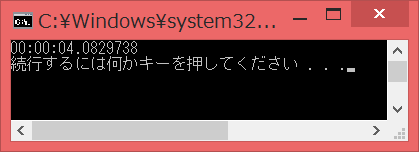 C:¥Windows¥system32...
00:00:04.0829738
続行するには何かキーを押してください . . .